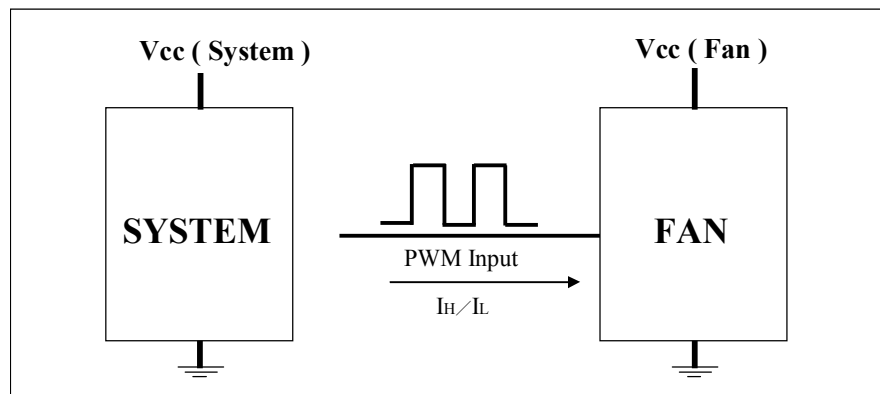 Vcc ( System )
Vcc ( Fan )
SYSTEM
FAN
PWM Input
IH／IL